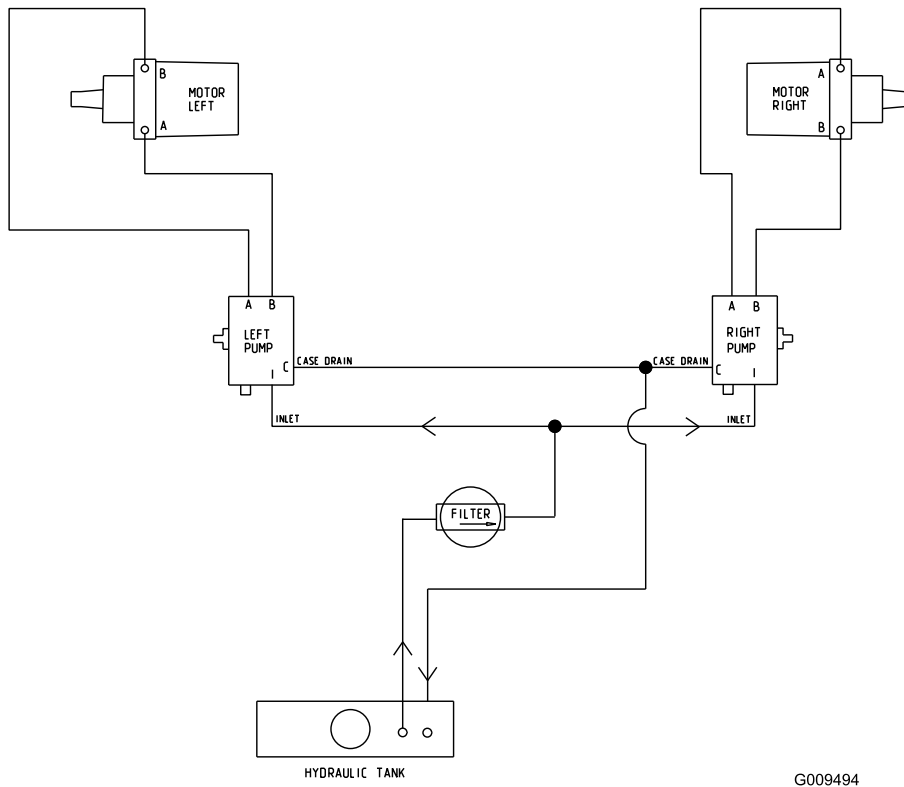 B
MOTOR
LEFT
A
A
MOTOR
RIGHT
B
A B
LEFT
PUMP
C
I
CASE DRAIN
INLET
CASE DRAIN
A B
RIGHT
PUMP
C
I
INLET
FILTER
HYDRAULIC TANK
G009494